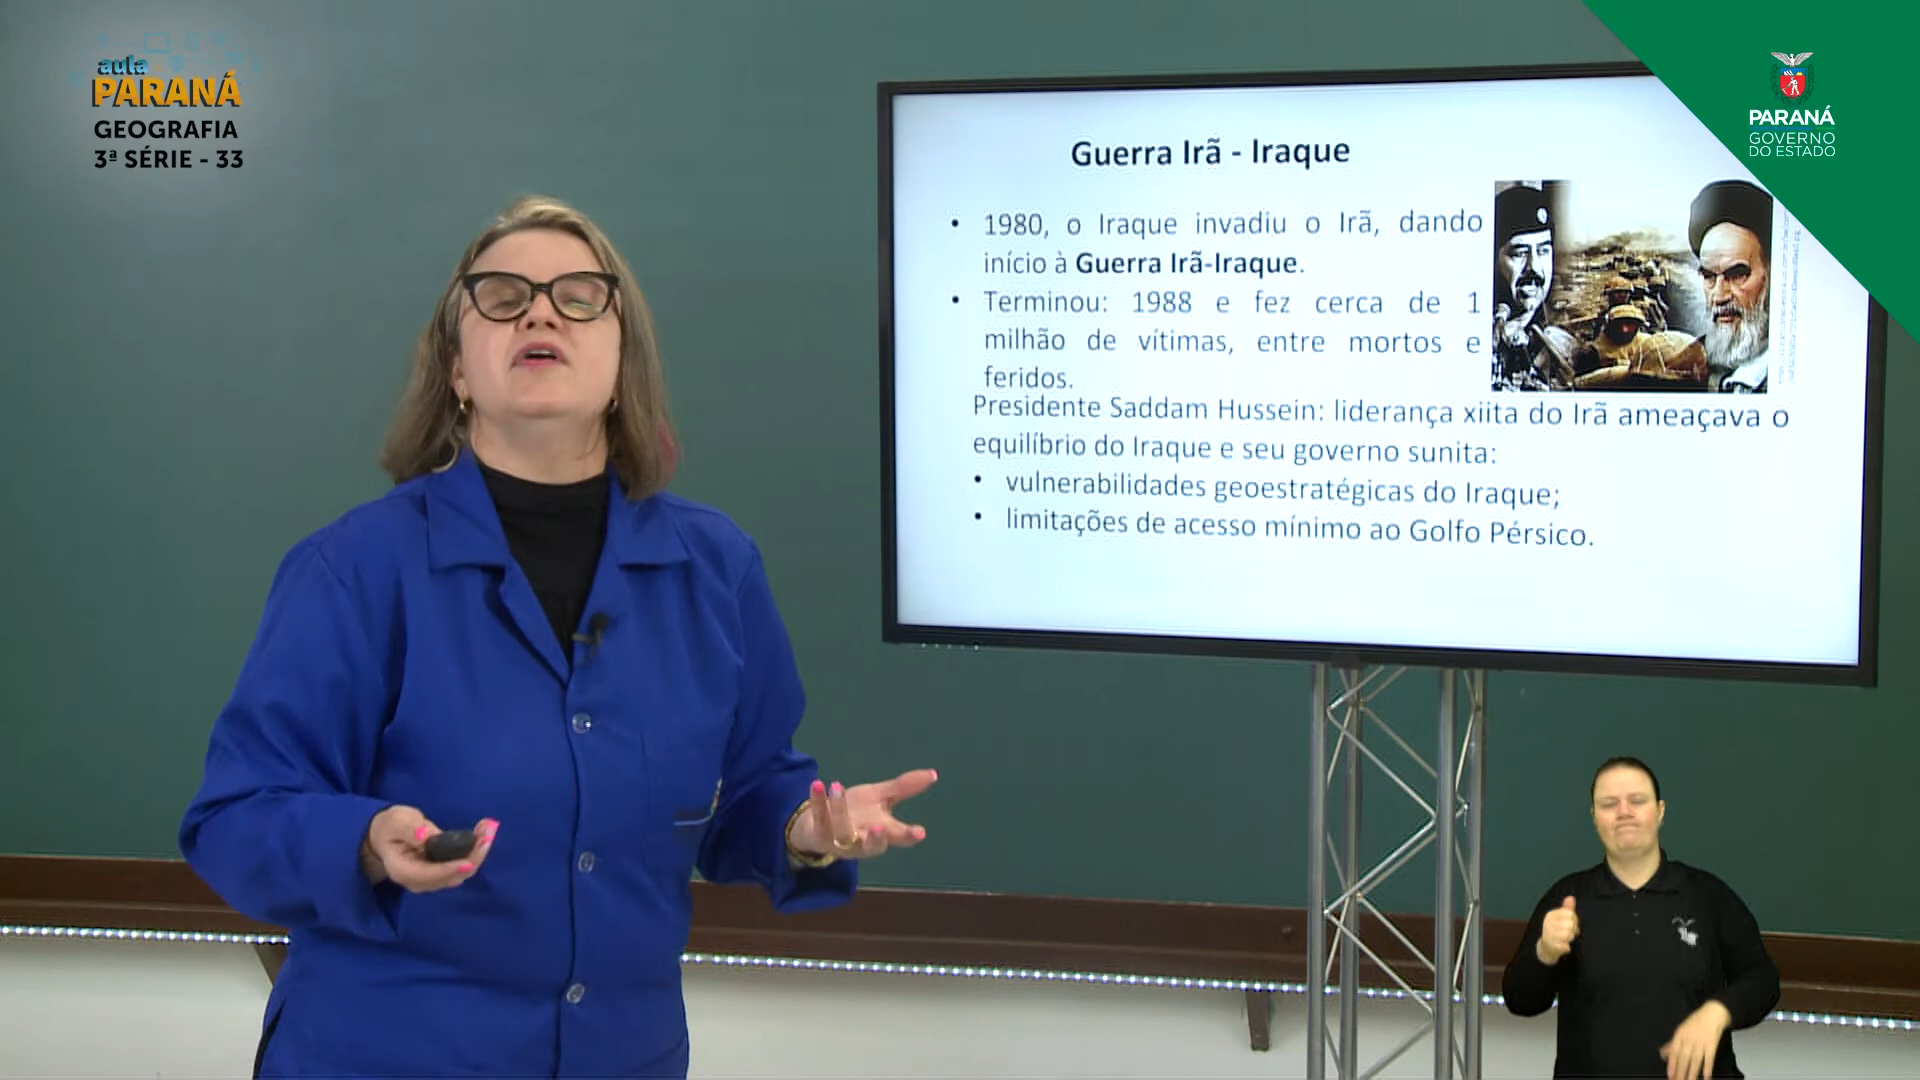 aula
PARANÁ
GEOGRAFIA
3ª SÉRIE - 33
PARANÁ
GOVERNO
DO ESTADO
Guerra Irã - Iraque
• 1980, o Iraque invadiu o Irã, dando
início à Guerra Irã-Iraque.
• Terminou: 1988 e fez cerca de 1
milhão de vítimas, entre mortos e
feridos.
Presidente Saddam Hussein: liderança xiita do Irã ameaçava o
equilíbrio do Iraque e seu governo sunita:
• vulnerabilidades geoestratégicas do Iraque;
• limitações de acesso mínimo ao Golfo Pérsico.